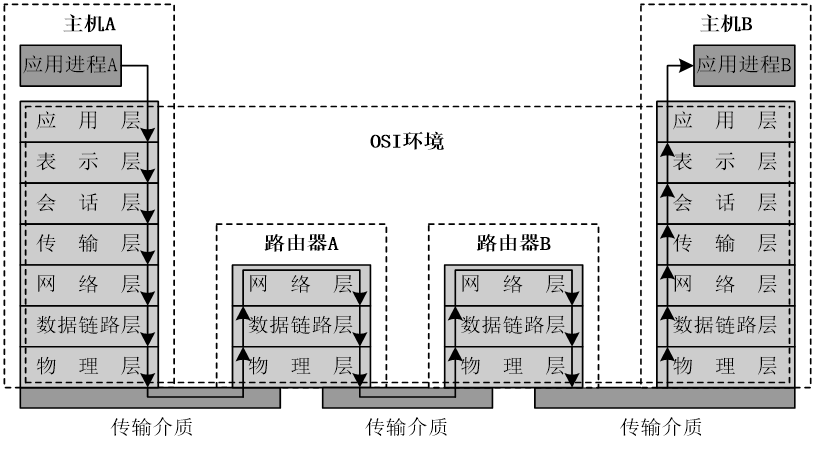 主机A
主机B
应用进程A
应用进程B
OSI环境
应用层
表示层
会话层
传输层
网络层
数据链路层
物理层
路由器A
网络层
数据链路层
物理层
路由器B
网络层
数据链路层
物理层
应用层
表示层
会话层
传输层
网络层
数据链路层
物理层
传输介质
传输介质
传输介质